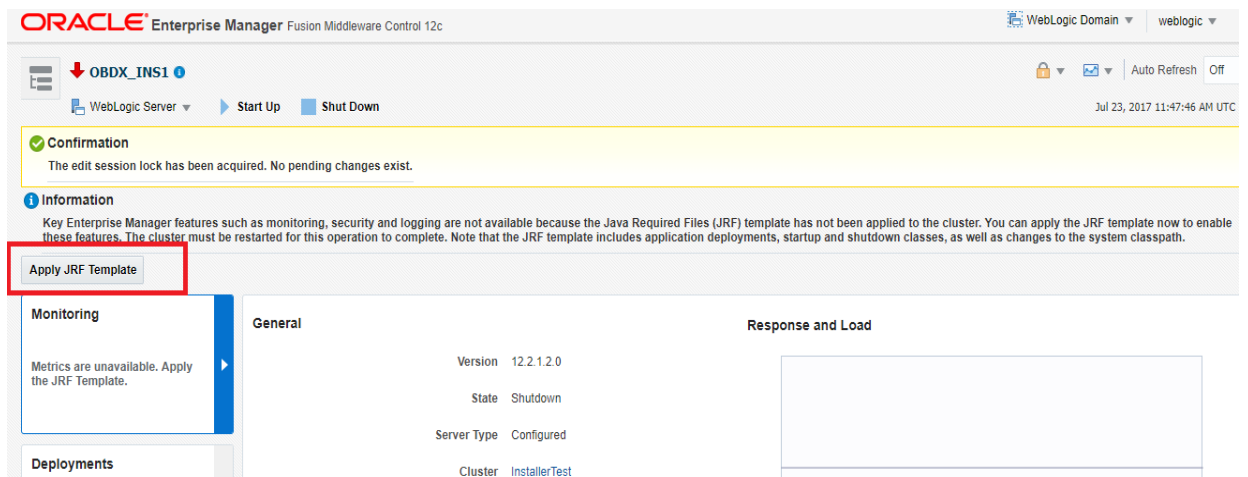 ORACLE Enterprise Manager Fusion Middleware Control 12c
WebLogic Domain
weblogic
OBDX_INS1
Auto Refresh Off
WebLogic Server
Start Up
Shut Down
Jul 23, 2017 11:47:46 AM UTC
Confirmation
The edit session lock has been acquired. No pending changes exist.
Information
Key Enterprise Manager features such as monitoring, security and logging are not available because the Java Required Files (JRF) template has not been applied to the cluster. You can apply the JRF template now to enable
these features. The cluster must be restarted for this operation to complete. Note that the JRF template includes application deployments, startup and shutdown classes, as well as changes to the system classpath.
Apply JRF Template
Monitoring
Metrics are unavailable. Apply
the JRF Template.
Deployments
General
Version 12.2.1.2.0
State Shutdown
Server Type Configured
Cluster InstallerTest
Response and Load